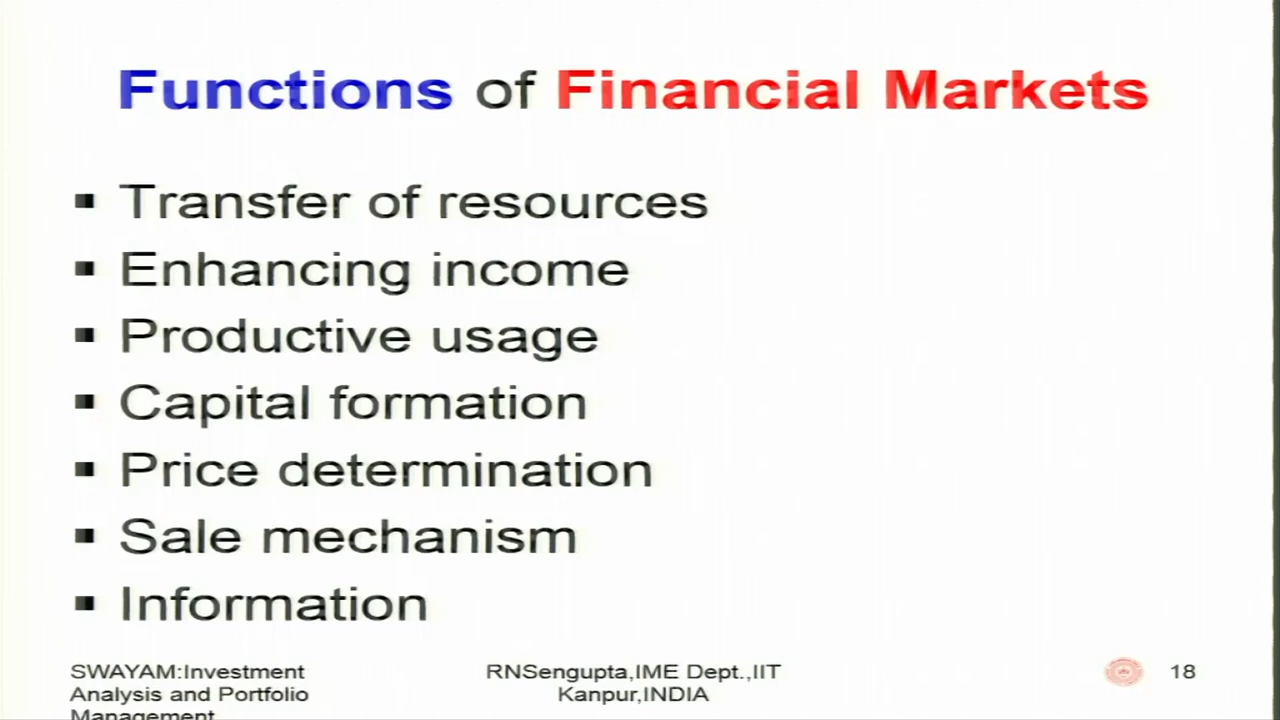 Functions of Financial Markets
▪ Transfer of resources
▪ Enhancing income
▪ Productive usage
▪ Capital formation
▪ Price determination
▪ Sale mechanism
▪ Information
SWAYAM:Investment
Analysis and Portfolio
Management
RNSengupta,IME Dept.,IIT
Kanpur,INDIA
18